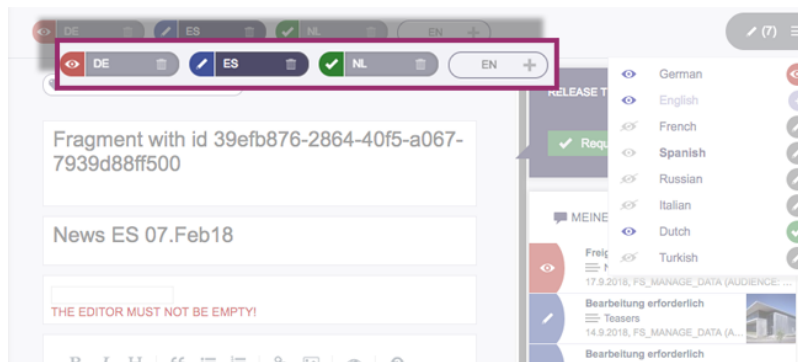 DE ES NL EN
(7)
DE ES NL EN
RELEASE T
Requ
German
English
French
Spanish
Russian
Italian
Dutch
Turkish
Fragment with id 39efb876-2864-40f5-a067-
7939d88ff500
News ES 07.Feb18
THE EDITOR MUST NOT BE EMPTY!
B I U
MEINE
Freig
17.9.2018, FS_MANAGE_DATA (AUDIENCE: ...
Bearbeitung erforderlich
Teasers
14.9.2018, FS_MANAGE_DATA (A...
Bearbeitung erforderlich